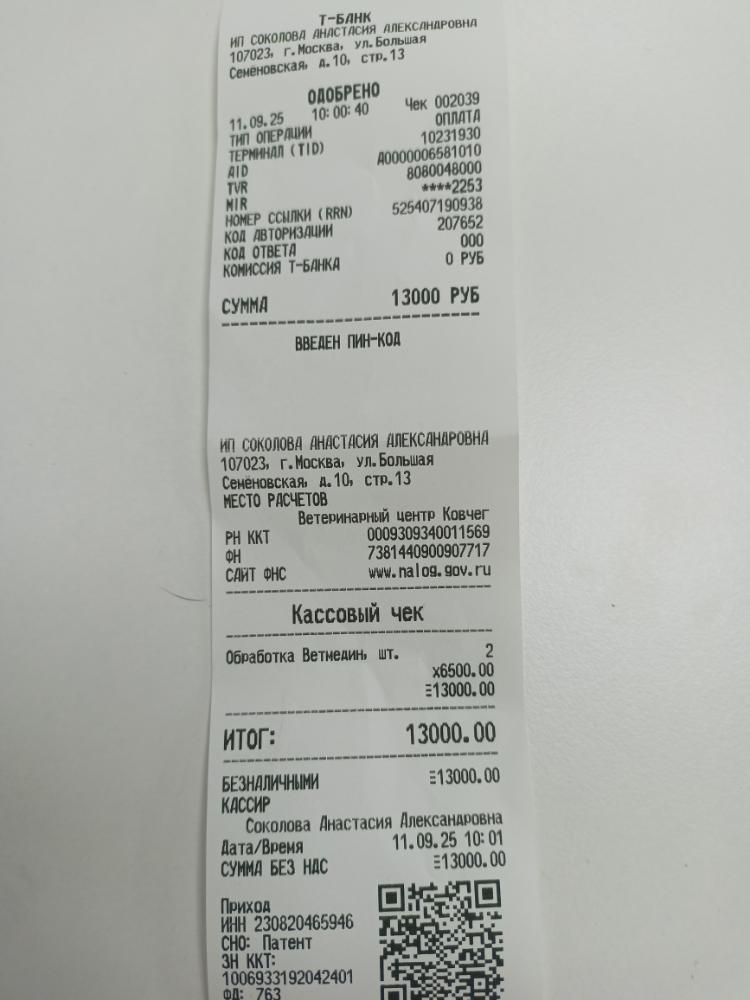 Т-БАНК
ИП СОКОЛОВА АНАСТАСИЯ АЛЕКСАНДРОВНА
107023, г.Москва, ул.Большая
Семёновская, д.10, стр.13
ОДОБРЕНО
11.09.25 10:00:40 Чек 002039
ТИП ОПЕРАЦИИ ОПЛАТА
ТЕРМИНАЛ (TID) 10231930
AID A0000006581010
TVR 8080048000
MIR ****2253
НОМЕР ССЫЛКИ (RRN) 525407190938
КОД АВТОРИЗАЦИИ 207652
КОД ОТВЕТА 000
КОМИССИЯ Т-БАНКА 0 РУБ
СУММА 13000 РУБ
ВВЕДЕН ПИН-КОД
ИП СОКОЛОВА АНАСТАСИЯ АЛЕКСАНДРОВНА
107023, г.Москва, ул.Большая
Семёновская, д.10, стр.13
МЕСТО РАСЧЕТОВ
Ветеринарный центр Ковчег
РН ККТ 0009309340011569
ФН 7381440900907717
САЙТ ФНС www.nalog.gov.ru
Кассовый чек
Обработка Ветмедин, шт. 2
х6500.00
≡13000.00
ИТОГ: 13000.00
БЕЗНАЛИЧНЫМИ ≡13000.00
КАССИР
Соколова Анастасия Александровна
Дата/Время 11.09.25 10:01
СУММА БЕЗ НДС ≡13000.00
Приход
ИНН 230820465946
СНО: Патент
ЗН ККТ:
1006933192042401
ФД: 763